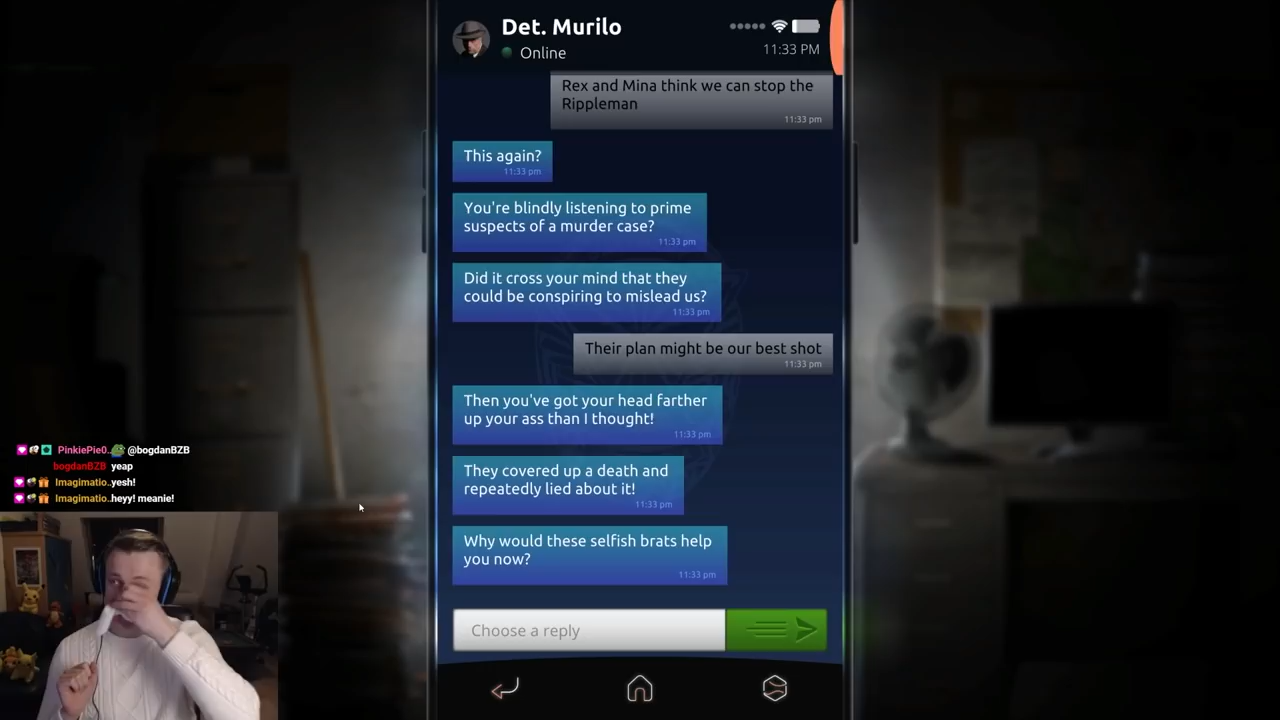 Det. Murilo
Online
11:33 PM
Rex and Mina think we can stop the
Rippleman
11:33 pm
This again?
11:33 pm
You're blindly listening to prime
suspects of a murder case?
11:33 pm
Did it cross your mind that they
could be conspiring to mislead us?
11:33 pm
Their plan might be our best shot
11:33 pm
Then you've got your head farther
up your ass than I thought!
11:33 pm
They covered up a death and
repeatedly lied about it!
11:33 pm
Why would these selfish brats help
you now?
11:33 pm
Choose a reply
PinkiePie0.. @bogdanBZB
bogdanBZB yeap
Imagimatio.. yesh!
Imagimatio.. heyy! meanie!